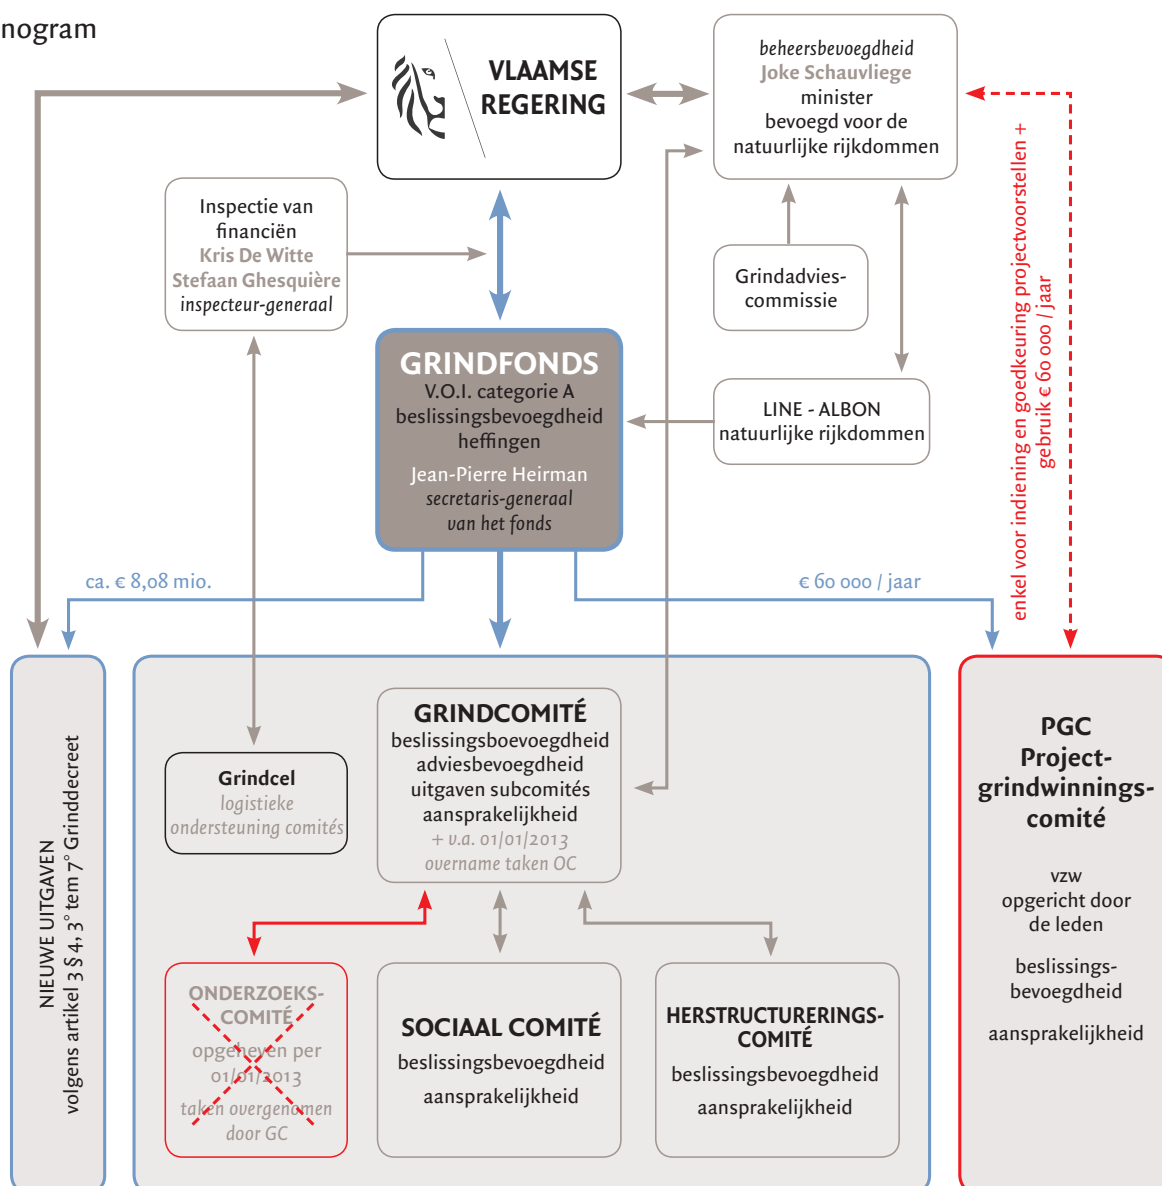 nogram
VLAAMSE
REGERING
beheersbevoegdheid
Joke Schauvliege
minister
bevoegd voor de
natuurlijke rijkdommen
Inspectie van
financiën
Kris De Witte
Stefaan Ghesquière
inspecteur-generaal
Grindadvies-
commissie
enkel voor indiening en goedkeuring projectvoorstellen +
gebruik € 60 000 / jaar
GRINDFONDS
V.O.I. categorie A
beslissingsbevoegdheid
heffingen
Jean-Pierre Heirman
secretaris-generaal
van het fonds
LINE - ALBON
natuurlijke rijkdommen
ca. € 8,08 mio.
€ 60 000 / jaar
NIEUWE UITGAVEN
volgens artikel 3 § 4, 3° tem 7° Grinddecreet
Grindcel
logistieke
ondersteuning comités
GRINDCOMITÉ
beslissingsboevoegdheid
adviesbevoegdheid
uitgaven subcomités
aansprakelijkheid
+ v.a. 01/01/2013
overname taken OC
PGC
Project-
grindwinnings-
comité
vzw
opgericht door
de leden
beslissings-
bevoegdheid
aansprakelijkheid
ONDERZOEKS-
COMITÉ
opgeheven per
01/01/2013
taken overgenomen
door GC
SOCIAAL COMITÉ
beslissingsbevoegdheid
aansprakelijkheid
HERSTRUCTURERINGS-
COMITÉ
beslissingsbevoegdheid
aansprakelijkheid